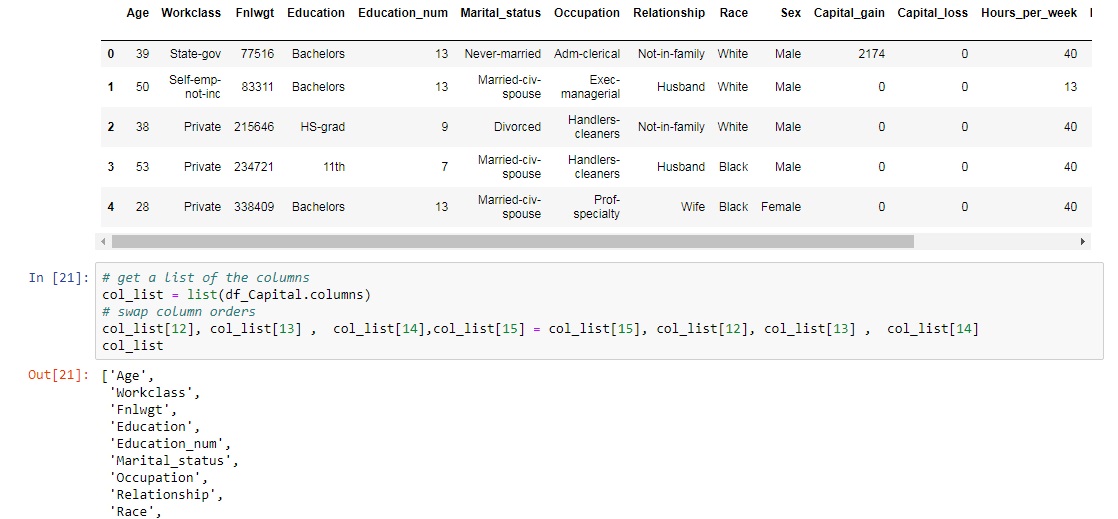 Age Workclass Fnlwgt Education Education_num Marital_status Occupation Relationship Race Sex Capital_gain Capital_loss Hours_per_week
0 39 State-gov 77516 Bachelors 13 Never-married Adm-clerical Not-in-family White Male 2174 0 40
1 50 Self-emp-not-inc 83311 Bachelors 13 Married-civ-spouse Exec-managerial Husband White Male 0 0 13
2 38 Private 215646 HS-grad 9 Divorced Handlers-cleaners Not-in-family White Male 0 0 40
3 53 Private 234721 11th 7 Married-civ-spouse Handlers-cleaners Husband Black Male 0 0 40
4 28 Private 338409 Bachelors 13 Married-civ-spouse Prof-specialty Wife Black Female 0 0 40
In [21]: # get a list of the columns
col_list = list(df_Capital.columns)
# swap column orders
col_list[12], col_list[13] ,  col_list[14],col_list[15] = col_list[15], col_list[12], col_list[13] ,  col_list[14]
col_list
Out[21]: ['Age',
'Workclass',
'Fnlwgt',
'Education',
'Education_num',
'Marital_status',
'Occupation',
'Relationship',
'Race',